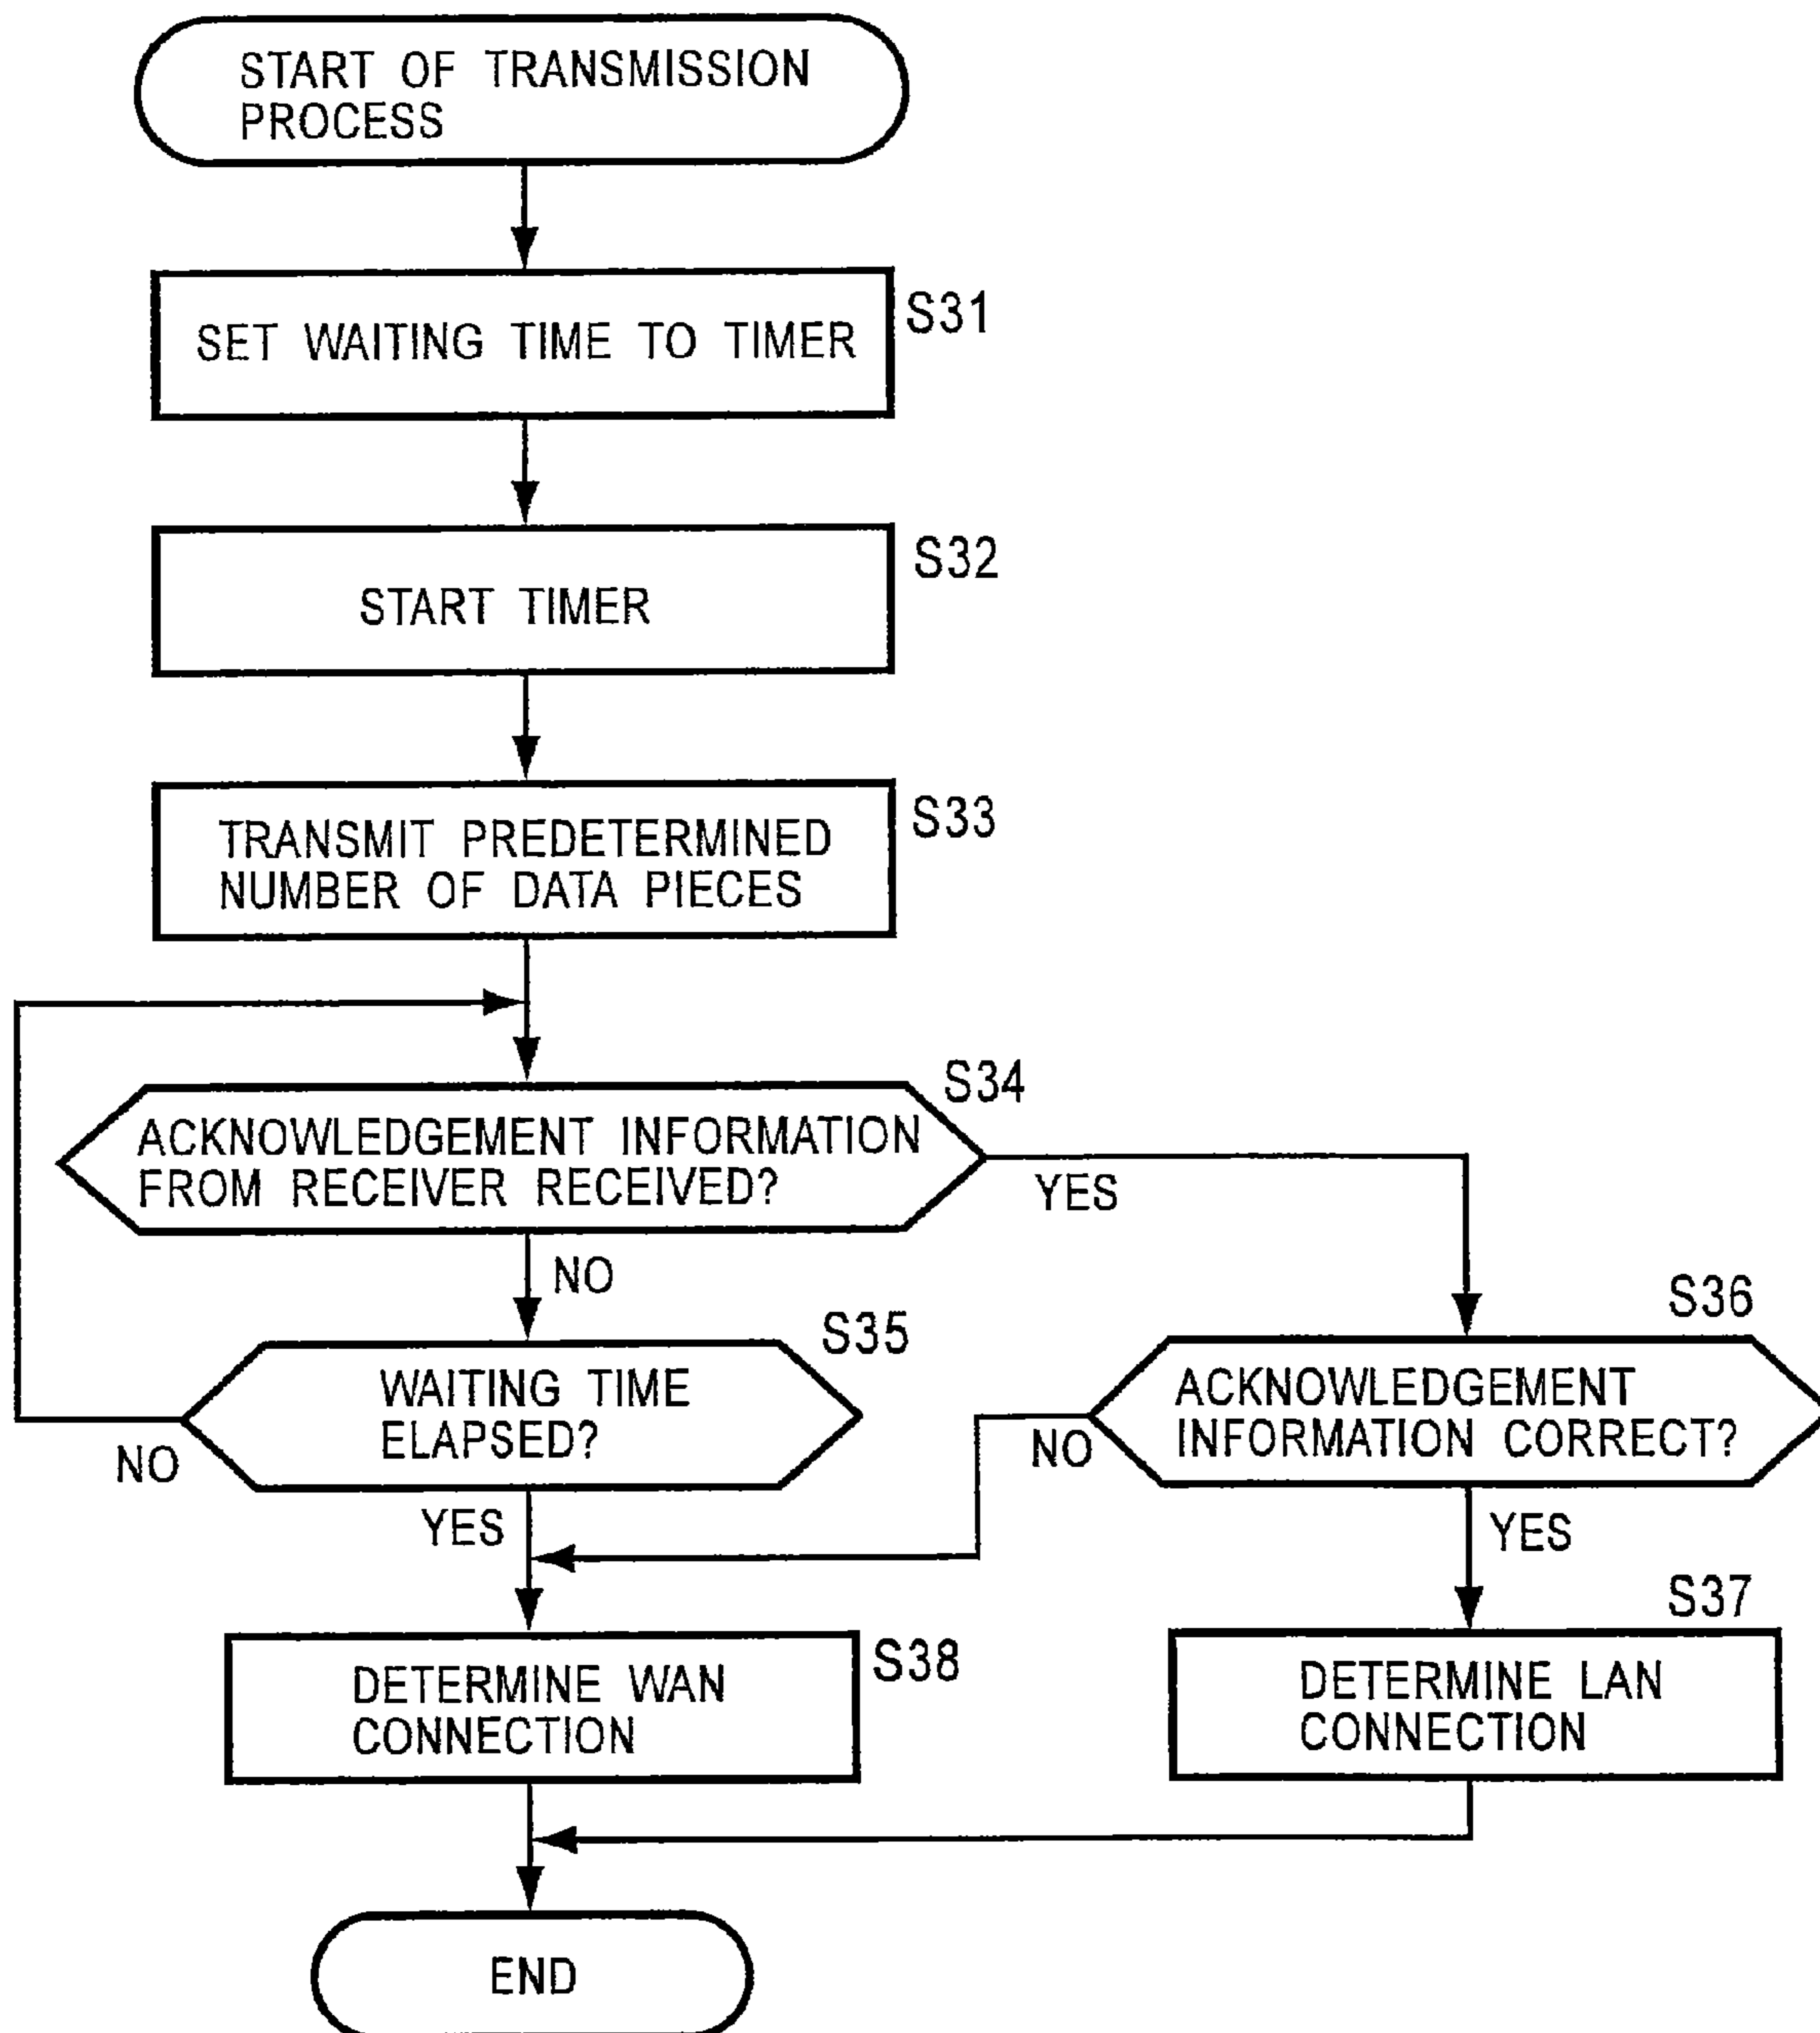 START OF TRANSMISSION
PROCESS
SET WAITING TIME TO TIMER
S31
START TIMER
S32
TRANSMIT PREDETERMINED
NUMBER OF DATA PIECES
S33
S34
ACKNOWLEDGEMENT INFORMATION
FROM RECEIVER RECEIVED?
YES
NO
S35
WAITING TIME
ELAPSED?
NO
YES
S36
ACKNOWLEDGEMENT
INFORMATION CORRECT?
NO
YES
S38
DETERMINE WAN
CONNECTION
S37
DETERMINE LAN
CONNECTION
END